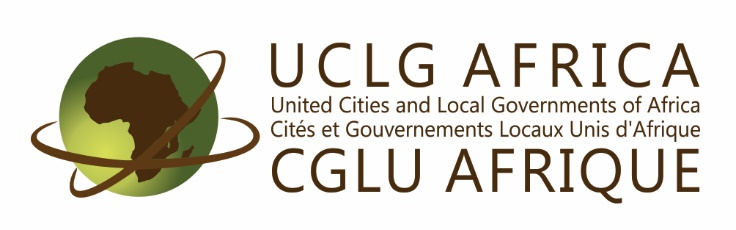 UCLG AFRICA
United Cities and Local Governments of Africa
Cités et Gouvernements Locaux Unis d'Afrique
CGLU AFRIQUE